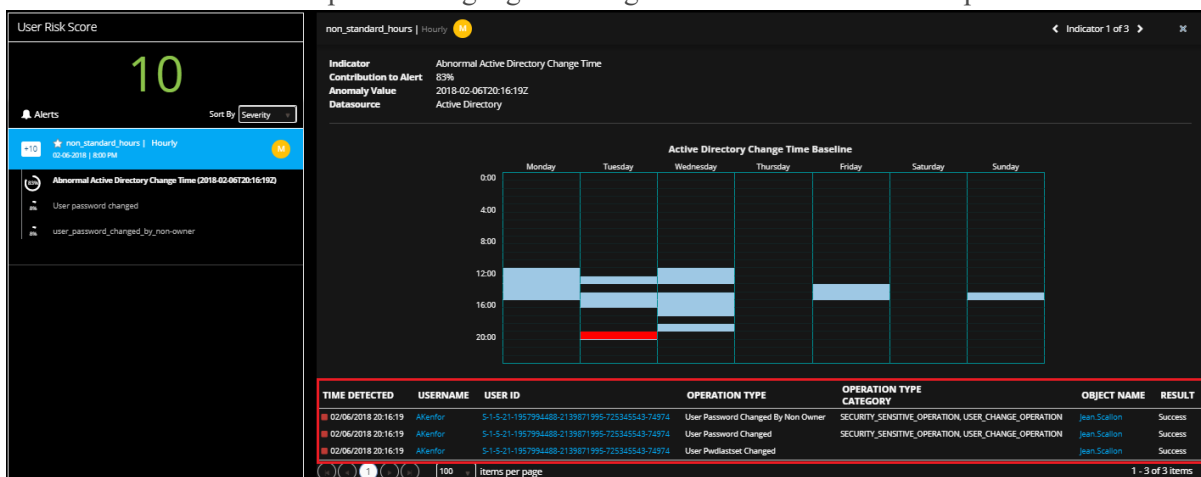 User Risk Score
10
Alerts
Sort By Severity
+10
non_standard_hours | Hourly
02-06-2018 | 8:00 PM
M
83%
Abnormal Active Directory Change Time (2018-02-06T20:16:19Z)
User password changed
user_password_changed_by_non-owner
non_standard_hours | Hourly M
Indicator 1 of 3
Indicator Abnormal Active Directory Change Time
Contribution to Alert 83%
Anomaly Value 2018-02-06T20:16:19Z
Datasource Active Directory
Active Directory Change Time Baseline
Monday Tuesday Wednesday Thursday Friday Saturday Sunday
0:00
4:00
8:00
12:00
16:00
20:00
TIME DETECTED USERNAME USER ID OPERATION TYPE OPERATION TYPE CATEGORY OBJECT NAME RESULT
02/06/2018 20:16:19 AKenfor S-1-5-21-1957994488-2139871995-725345543-74974 User Password Changed By Non Owner SECURITY_SENSITIVE_OPERATION, USER_CHANGE_OPERATION Jean.Scallon Success
02/06/2018 20:16:19 AKenfor S-1-5-21-1957994488-2139871995-725345543-74974 User Password Changed SECURITY_SENSITIVE_OPERATION, USER_CHANGE_OPERATION Jean.Scallon Success
02/06/2018 20:16:19 AKenfor S-1-5-21-1957994488-2139871995-725345543-74974 User Pwdlastset Changed Jean.Scallon Success
1 100 items per page
1 - 3 of 3 items